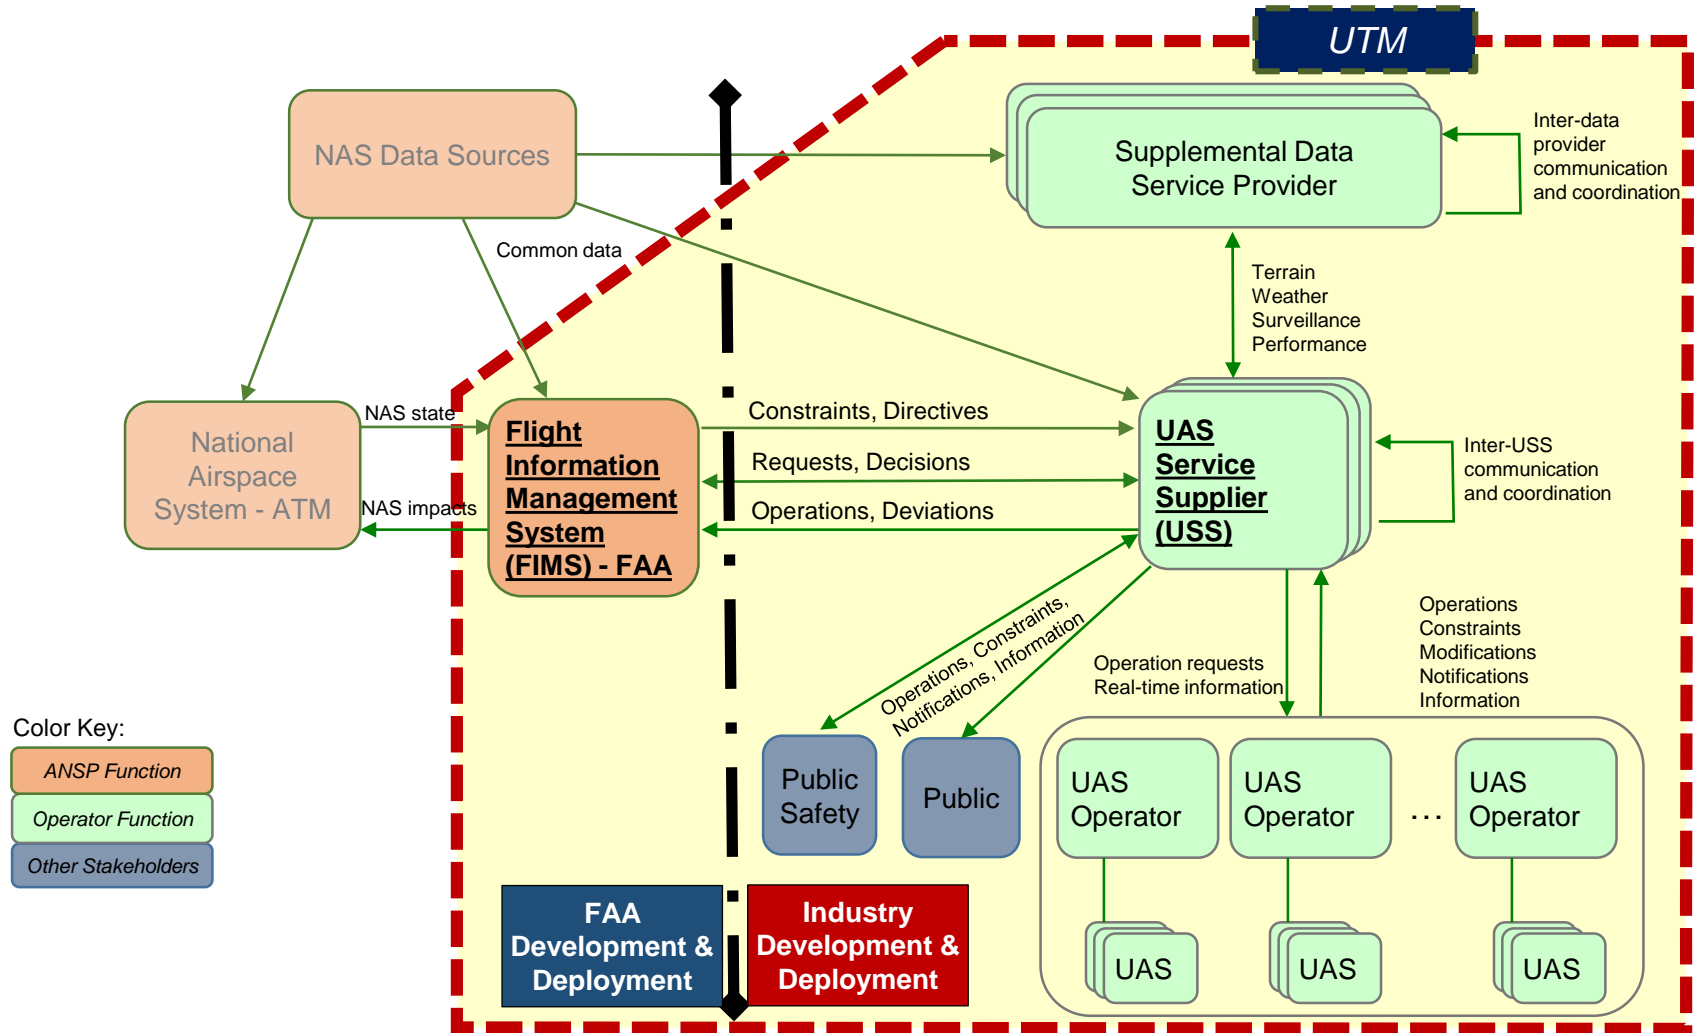 UTM
NAS Data Sources
Supplemental Data
Service Provider
Inter-data
provider
communication
and coordination
Common data
Terrain
Weather
Surveillance
Performance
National
Airspace
System - ATM
NAS state
NAS impacts
Flight
Information
Management
System
(FIMS) - FAA
Constraints, Directives
Requests, Decisions
Operations, Deviations
UAS
Service
Supplier
(USS)
Inter-USS
communication
and coordination
Operations, Constraints,
Notifications, Information
Operation requests
Real-time information
Operations
Constraints
Modifications
Notifications
Information
Color Key:
ANSP Function
Operator Function
Other Stakeholders
Public
Safety
Public
UAS
Operator
UAS
Operator
...
UAS
Operator
UAS
UAS
UAS
FAA
Development &
Deployment
Industry
Development &
Deployment